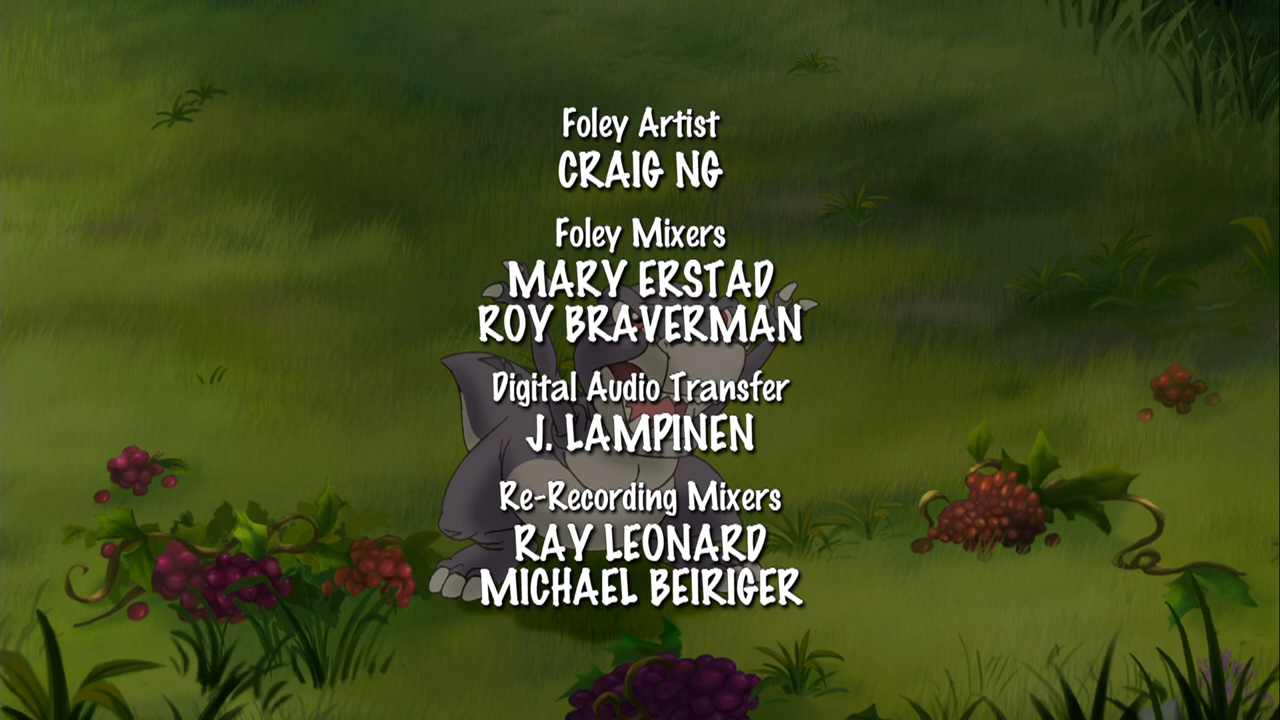 Foley Artist
CRAIG NG
Foley Mixers
MARY ERSTAD
ROY BRAVERMAN
Digital Audio Transfer
J. LAMPINEN
Re-Recording Mixers
RAY LEONARD
MICHAEL BEIRIGER